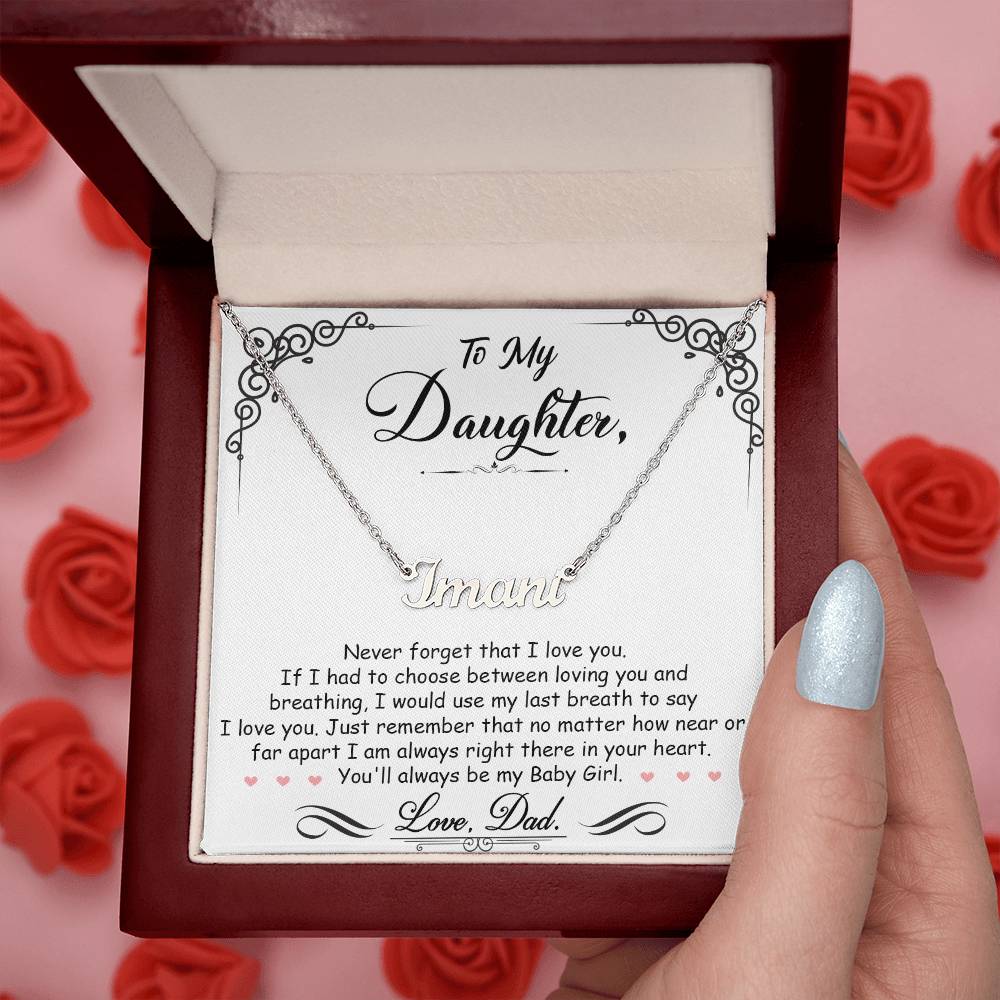 To My
Daughter,
Imani
Never forget that I love you.
If I had to choose between loving you and
breathing, I would use my last breath to say
I love you. Just remember that no matter how near or
far apart I am always right there in your heart.
You'll always be my Baby Girl.
Love, Dad.